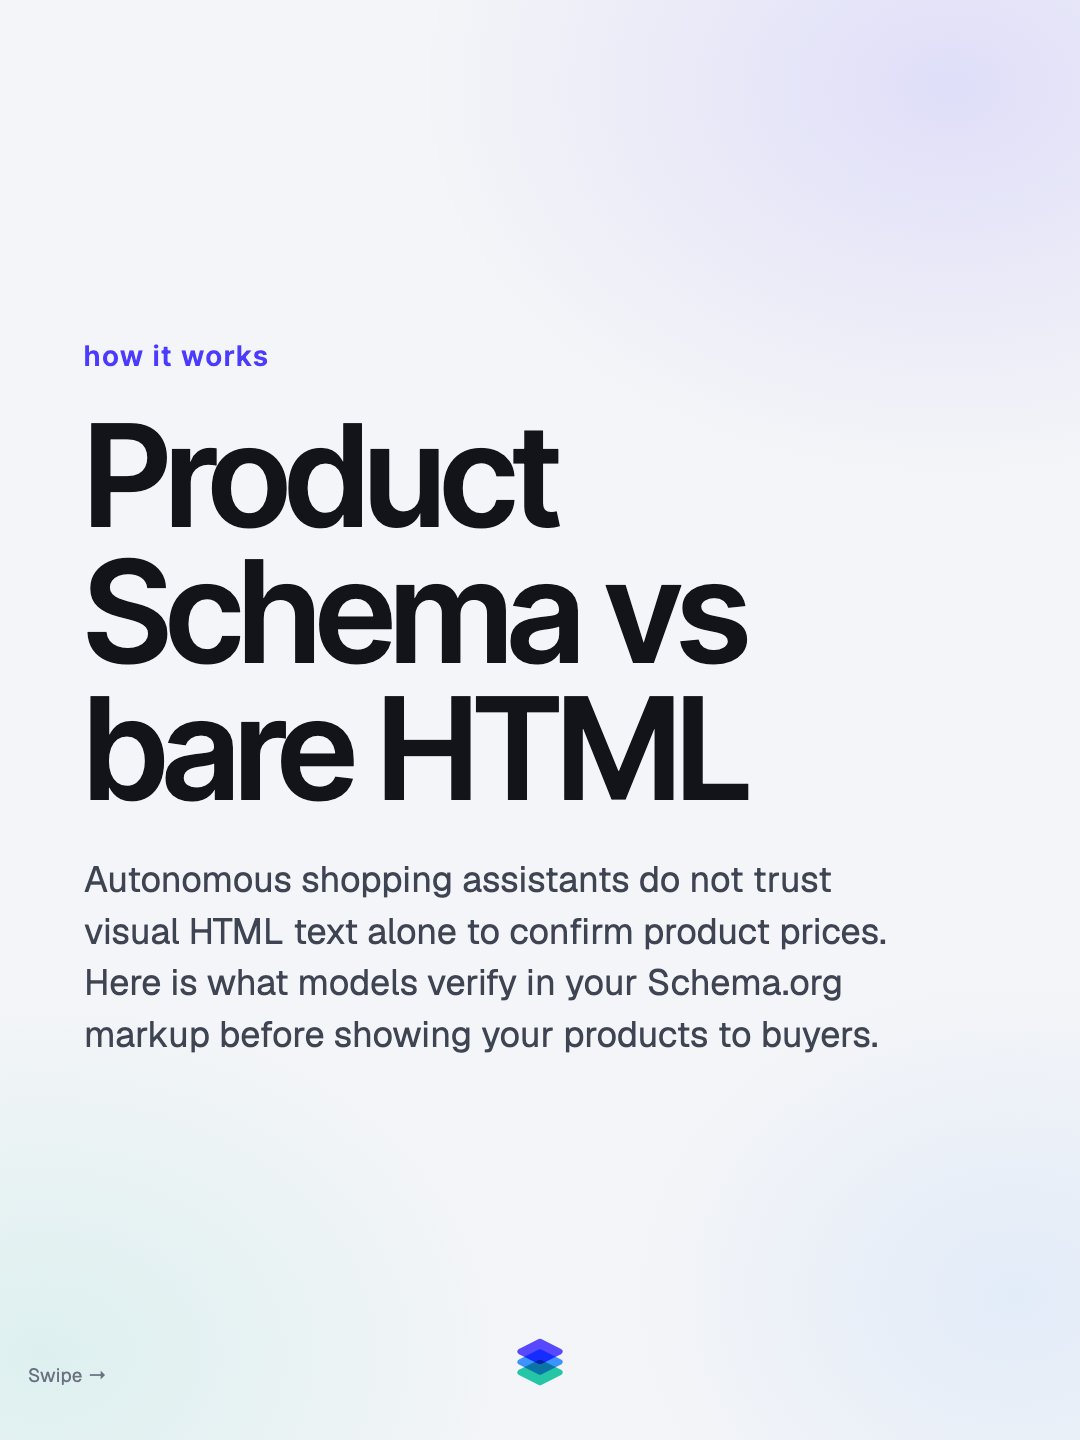 how it works
Product
Schema vs
bare HTML
Autonomous shopping assistants do not trust
visual HTML text alone to confirm product prices.
Here is what models verify in your Schema.org
markup before showing your products to buyers.
Swipe →